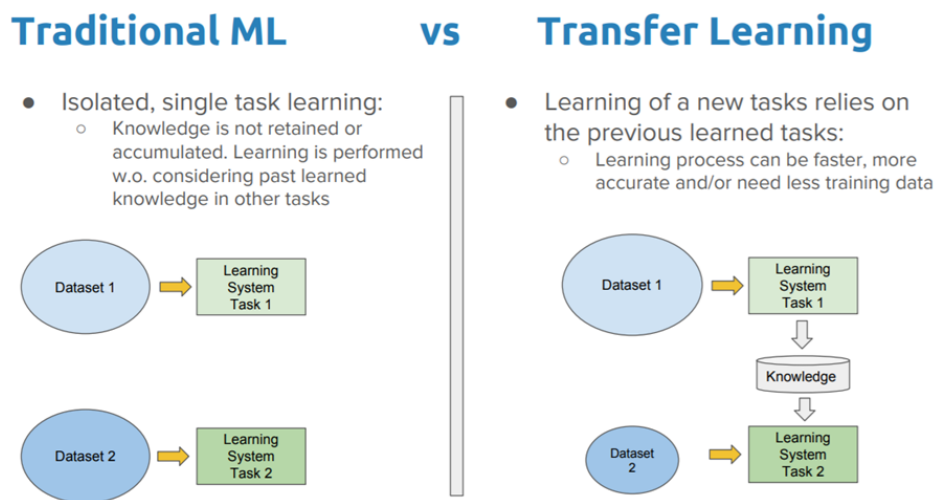 Traditional ML vs Transfer Learning
● Isolated, single task learning:
○ Knowledge is not retained or
accumulated. Learning is performed
w.o. considering past learned
knowledge in other tasks
Dataset 1
Learning
System
Task 1
Dataset 2
Learning
System
Task 2
● Learning of a new tasks relies on
the previous learned tasks:
○ Learning process can be faster, more
accurate and/or need less training data
Dataset 1
Learning
System
Task 1
Knowledge
Dataset
2
Learning
System
Task 2